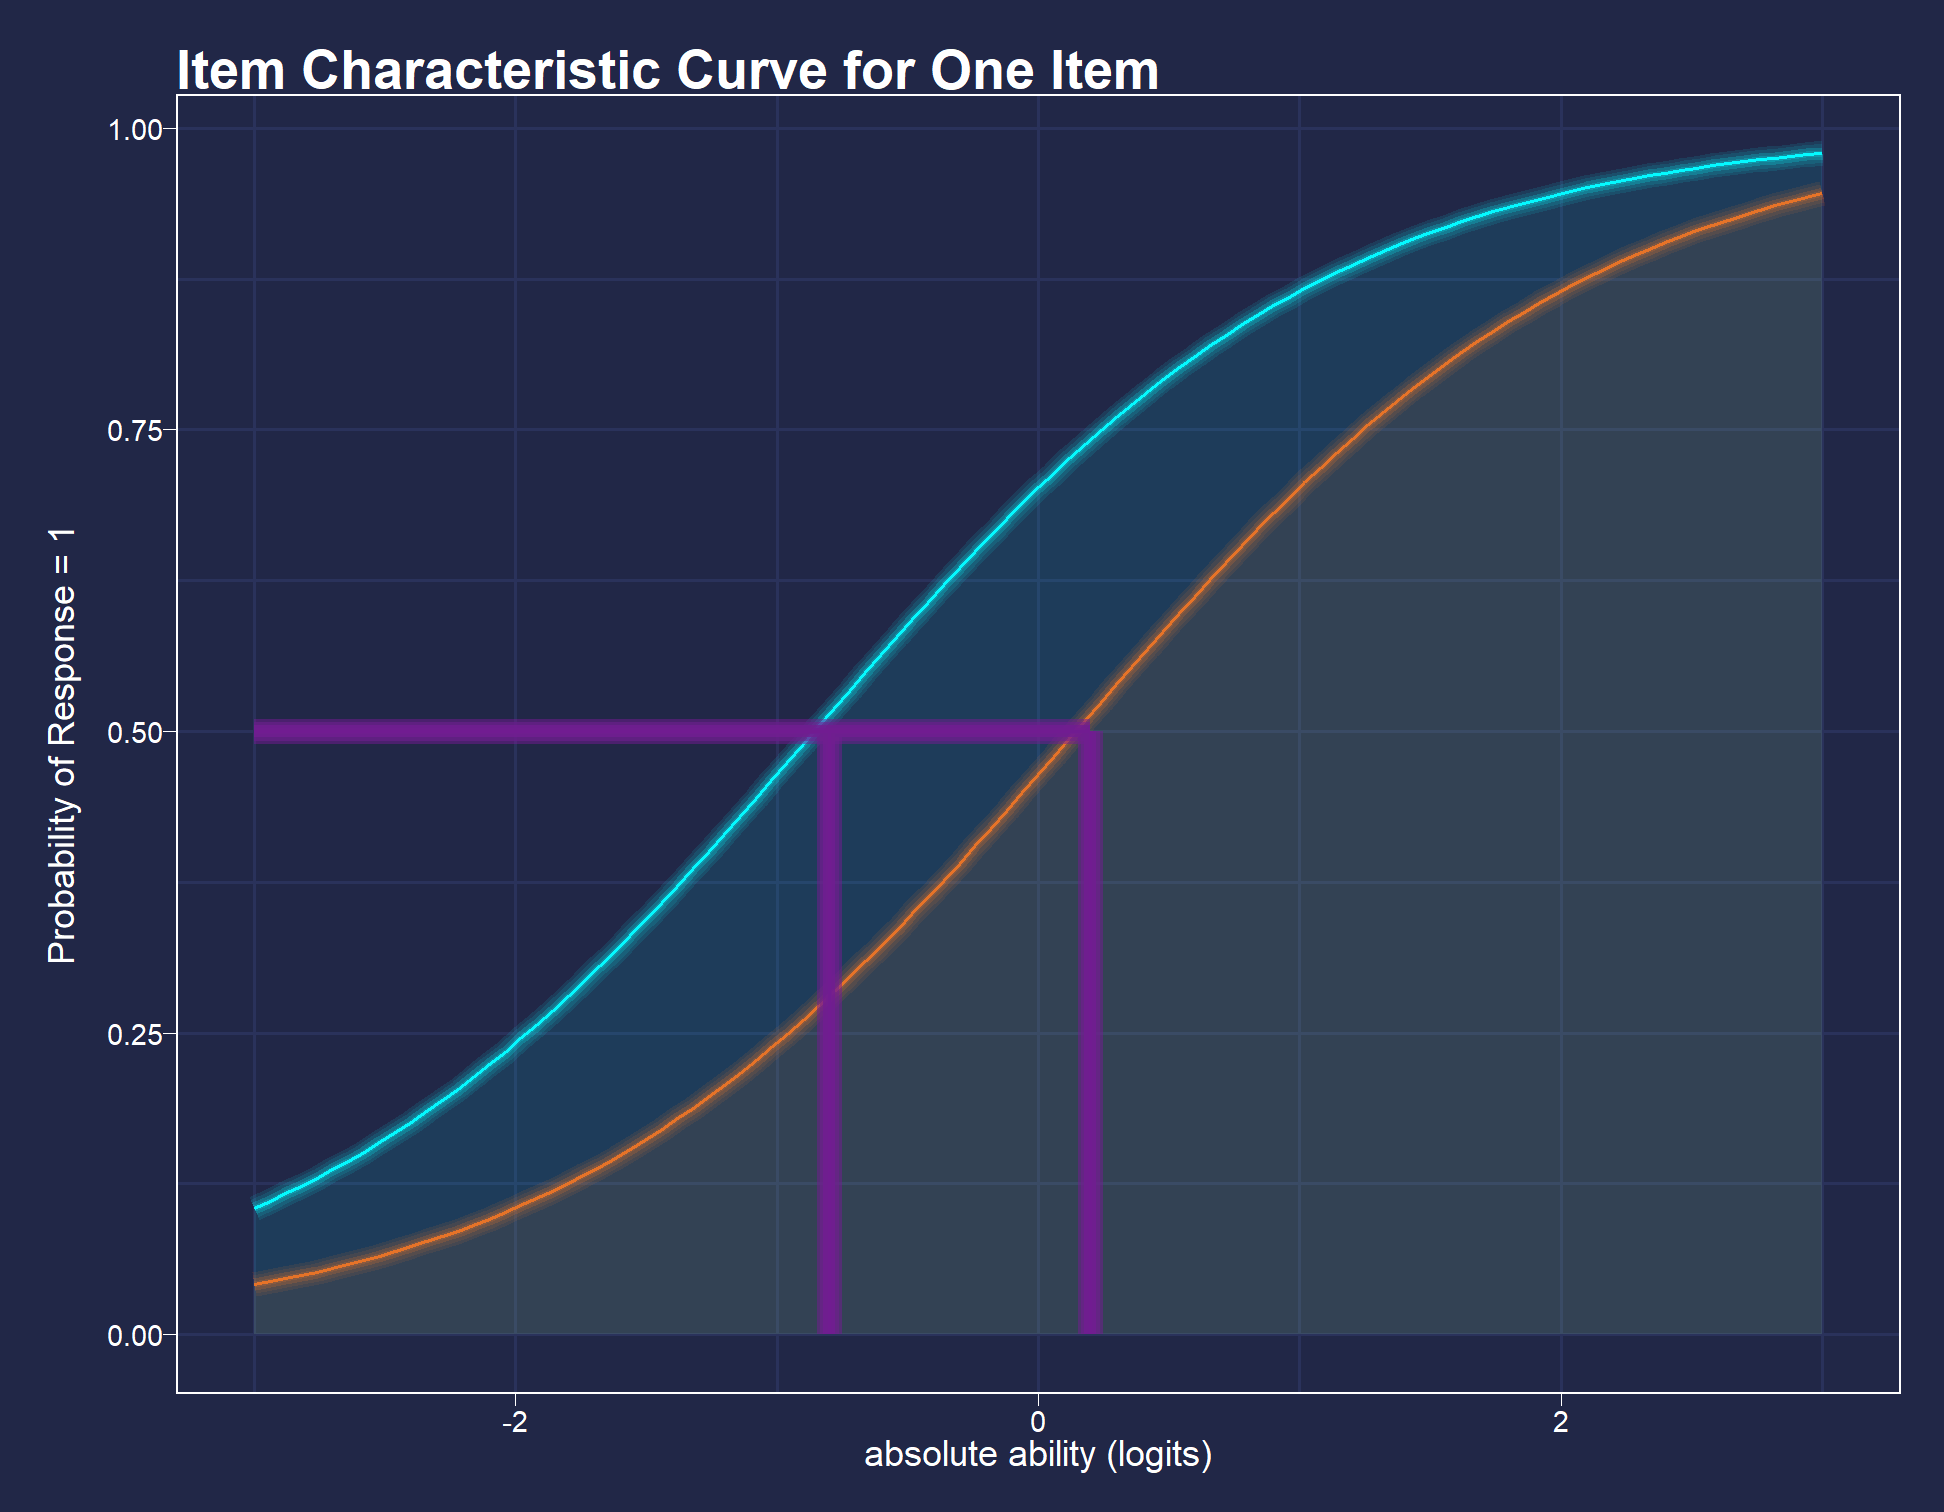 Item Characteristic Curve for One Item
1.00
0.75
0.50
0.25
0.00
Probability of Response = 1
-2
0
2
absolute ability (logits)